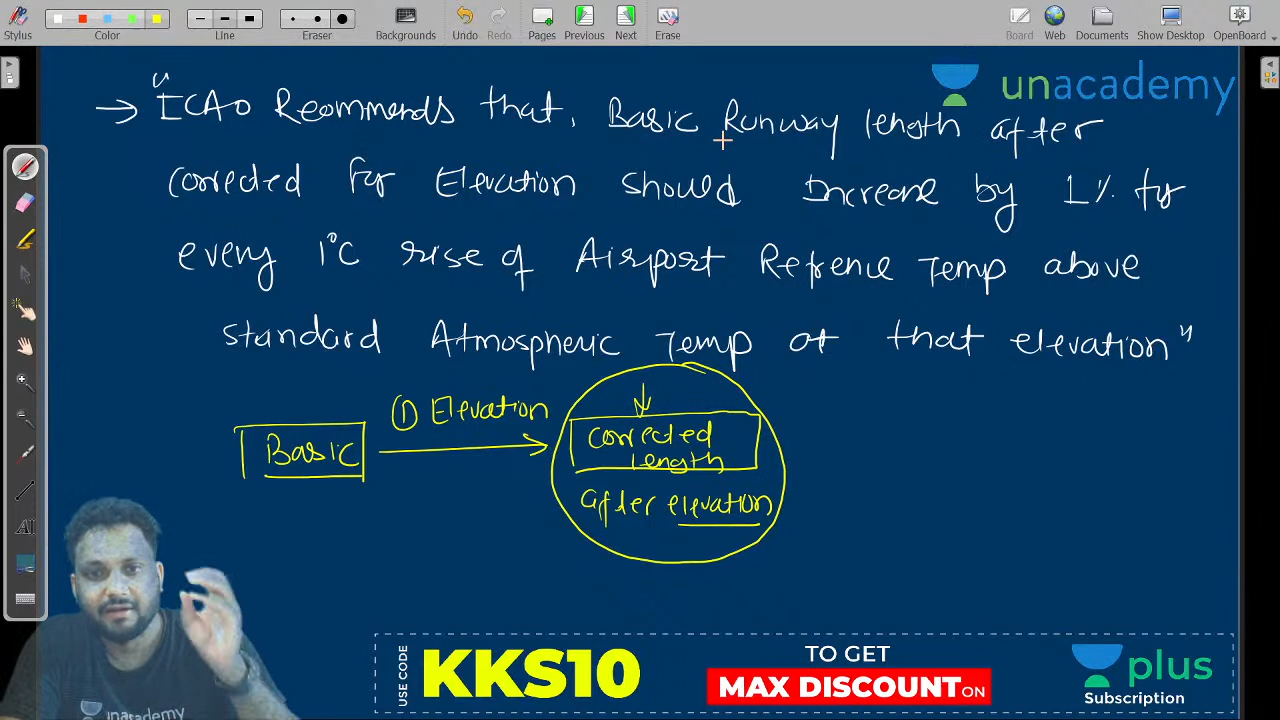 Stylus
Color
Line
Eraser
Backgrounds
Undo
Redo
Pages
Previous
Next
Erase
Board
Web
Documents
Show Desktop
OpenBoard
unacademy
→ "ICAO Reommends that, Basic Runway length after
corrected for Elevation should Increase by 1% for
every 1°C rise of Airport Refrence Temp above
standard Atmospheric Temp at that elevation"
Basic
① Elevation
corrected
length
after elevation
unacademy
USE CODE
KKS10
TO GET
MAX DISCOUNT ON
plus
Subscription